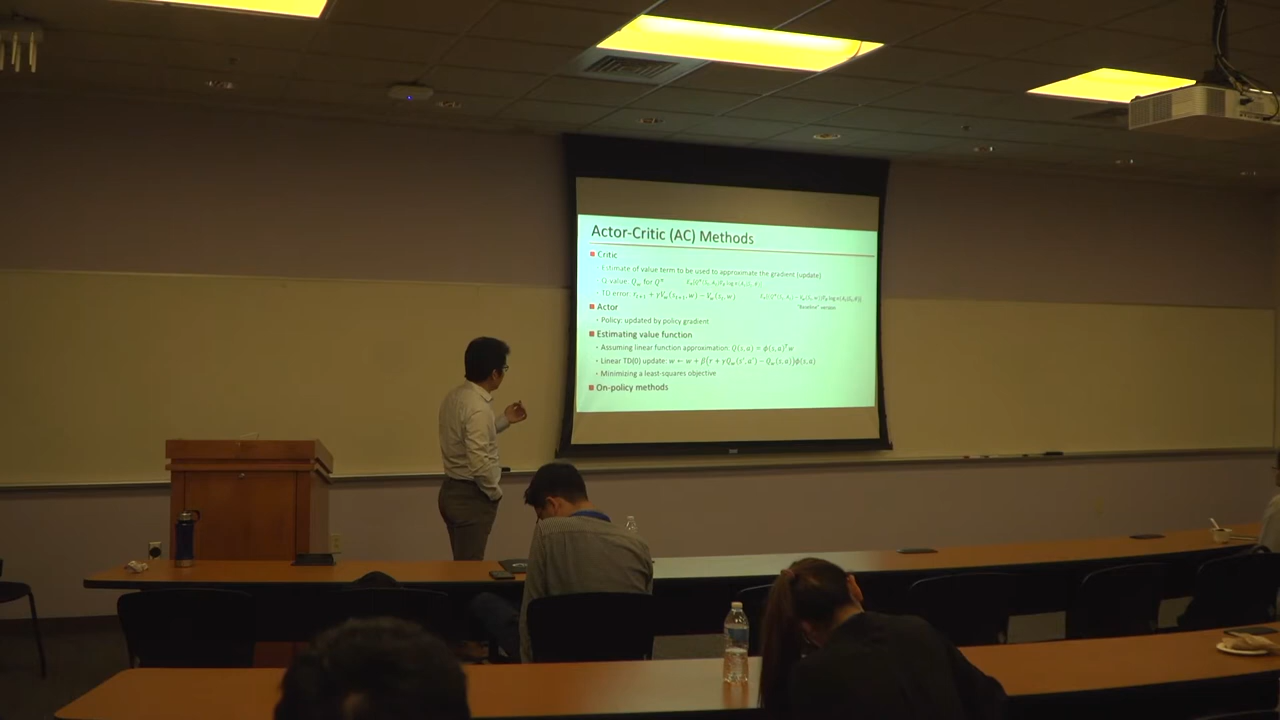 Actor-Critic (AC) Methods
Critic
- Estimate of value term to be used to approximate the gradient (update)
- Q value: Q_w for Q^π
- TD error: r_{t+1} + γV_w(s_{t+1}, w) − V_w(s_t, w)
"Baseline" version
Actor
- Policy: updated by policy gradient
Estimating value function
- Assuming linear function approximation: Q(s, a) = ϕ(s, a)^T w
- Linear TD(0) update: w ← w + β(r + γQ_w(s', a') − Q_w(s, a))ϕ(s, a)
- Minimizing a least-squares objective
On-policy methods